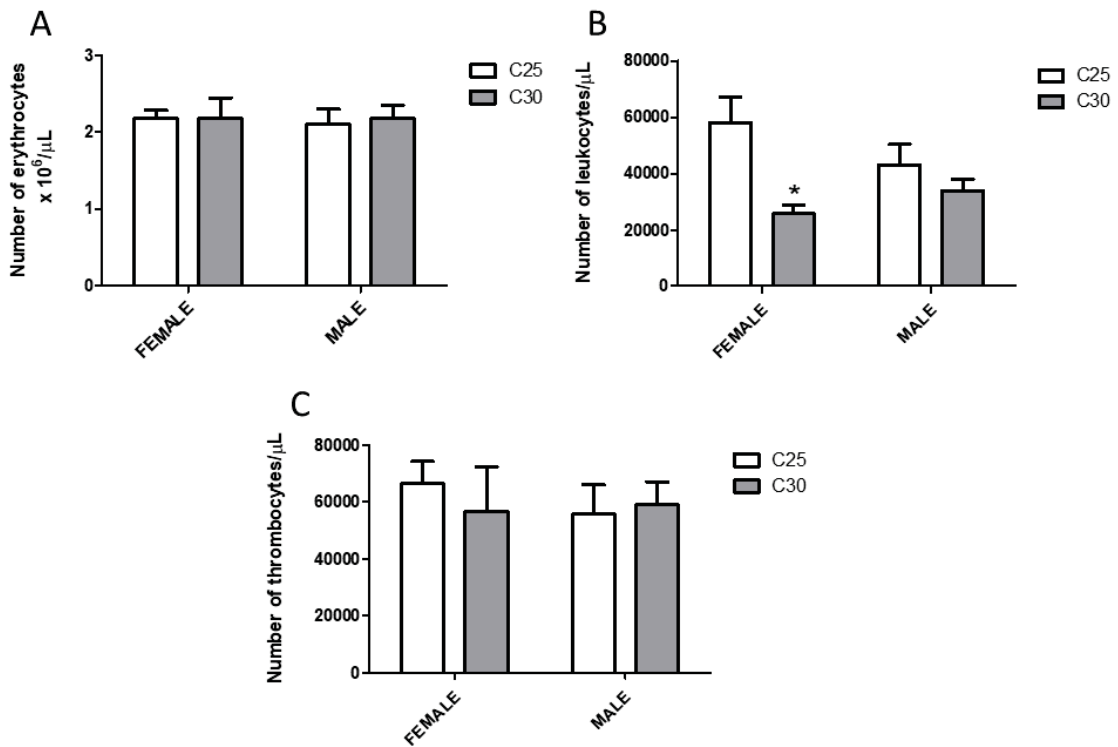 A
Number of erythrocytes
x 10⁶/µL
3
2
1
0
FEMALE
MALE
C25
C30
B
Number of leukocytes/µL
80000
60000
40000
20000
0
*
FEMALE
MALE
C25
C30
C
Number of thrombocytes/µL
80000
60000
40000
20000
0
FEMALE
MALE
C25
C30